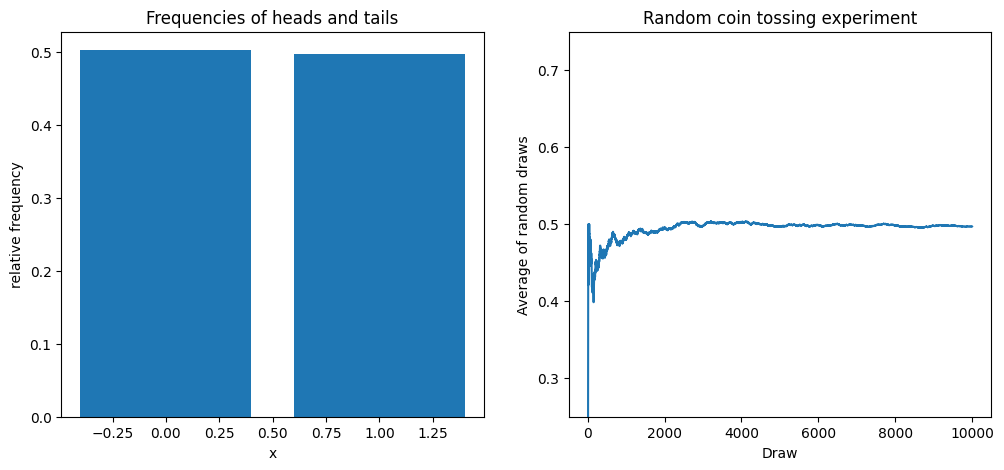 Frequencies of heads and tails
relative frequency
0.5
0.4
0.3
0.2
0.1
0.0
−0.25 0.00 0.25 0.50 0.75 1.00 1.25
x
Random coin tossing experiment
Average of random draws
0.7
0.6
0.5
0.4
0.3
0 2000 4000 6000 8000 10000
Draw